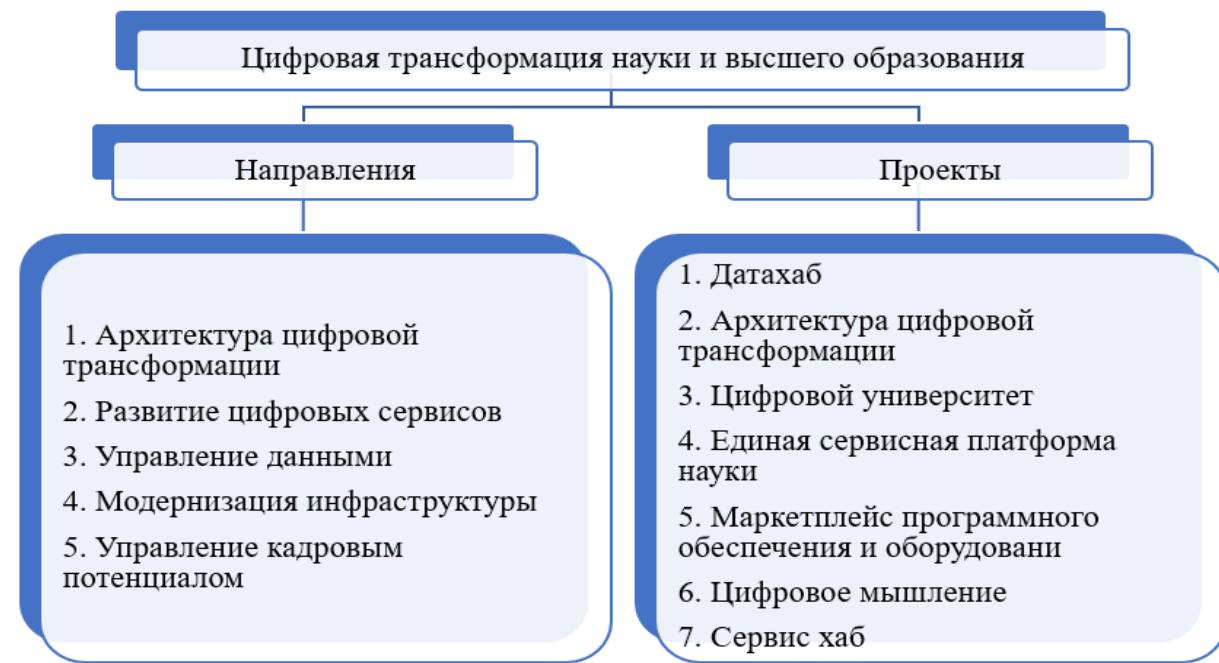 Цифровая трансформация науки и высшего образования
Направления
Проекты
1. Архитектура цифровой
трансформации
2. Развитие цифровых сервисов
3. Управление данными
4. Модернизация инфраструктуры
5. Управление кадровым
потенциалом
1. Датахаб
2. Архитектура цифровой
трансформации
3. Цифровой университет
4. Единая сервисная платформа
науки
5. Маркетплейс программного
обеспечения и оборудовани
6. Цифровое мышление
7. Сервис хаб